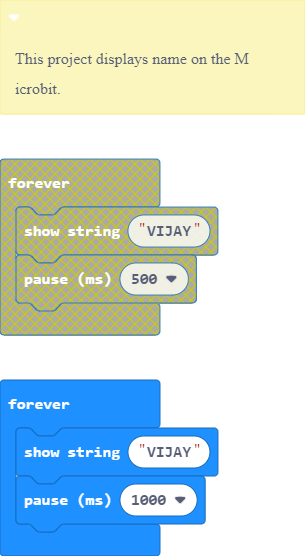 This project displays name on the M
icrobit.
forever
show string "VIJAY"
pause (ms) 500
forever
show string "VIJAY"
pause (ms) 1000